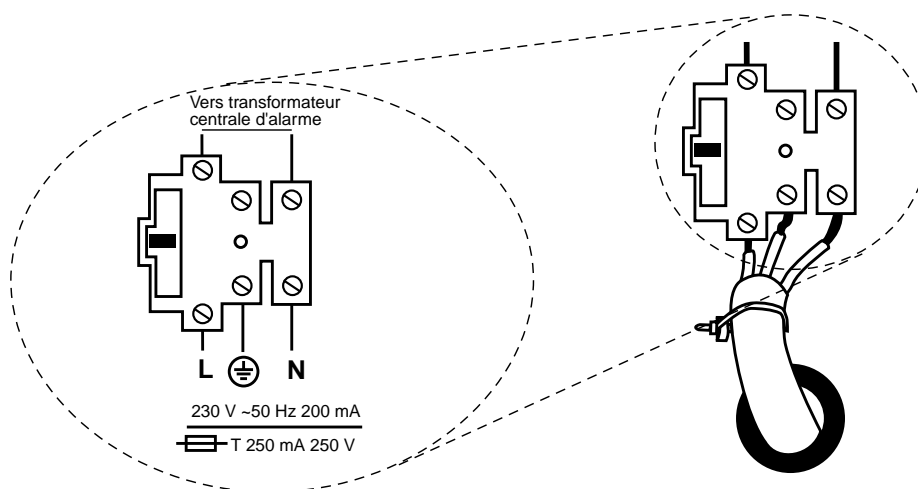 Vers transformateur
centrale d'alarme
L N
230 V ~50 Hz 200 mA
T 250 mA 250 V